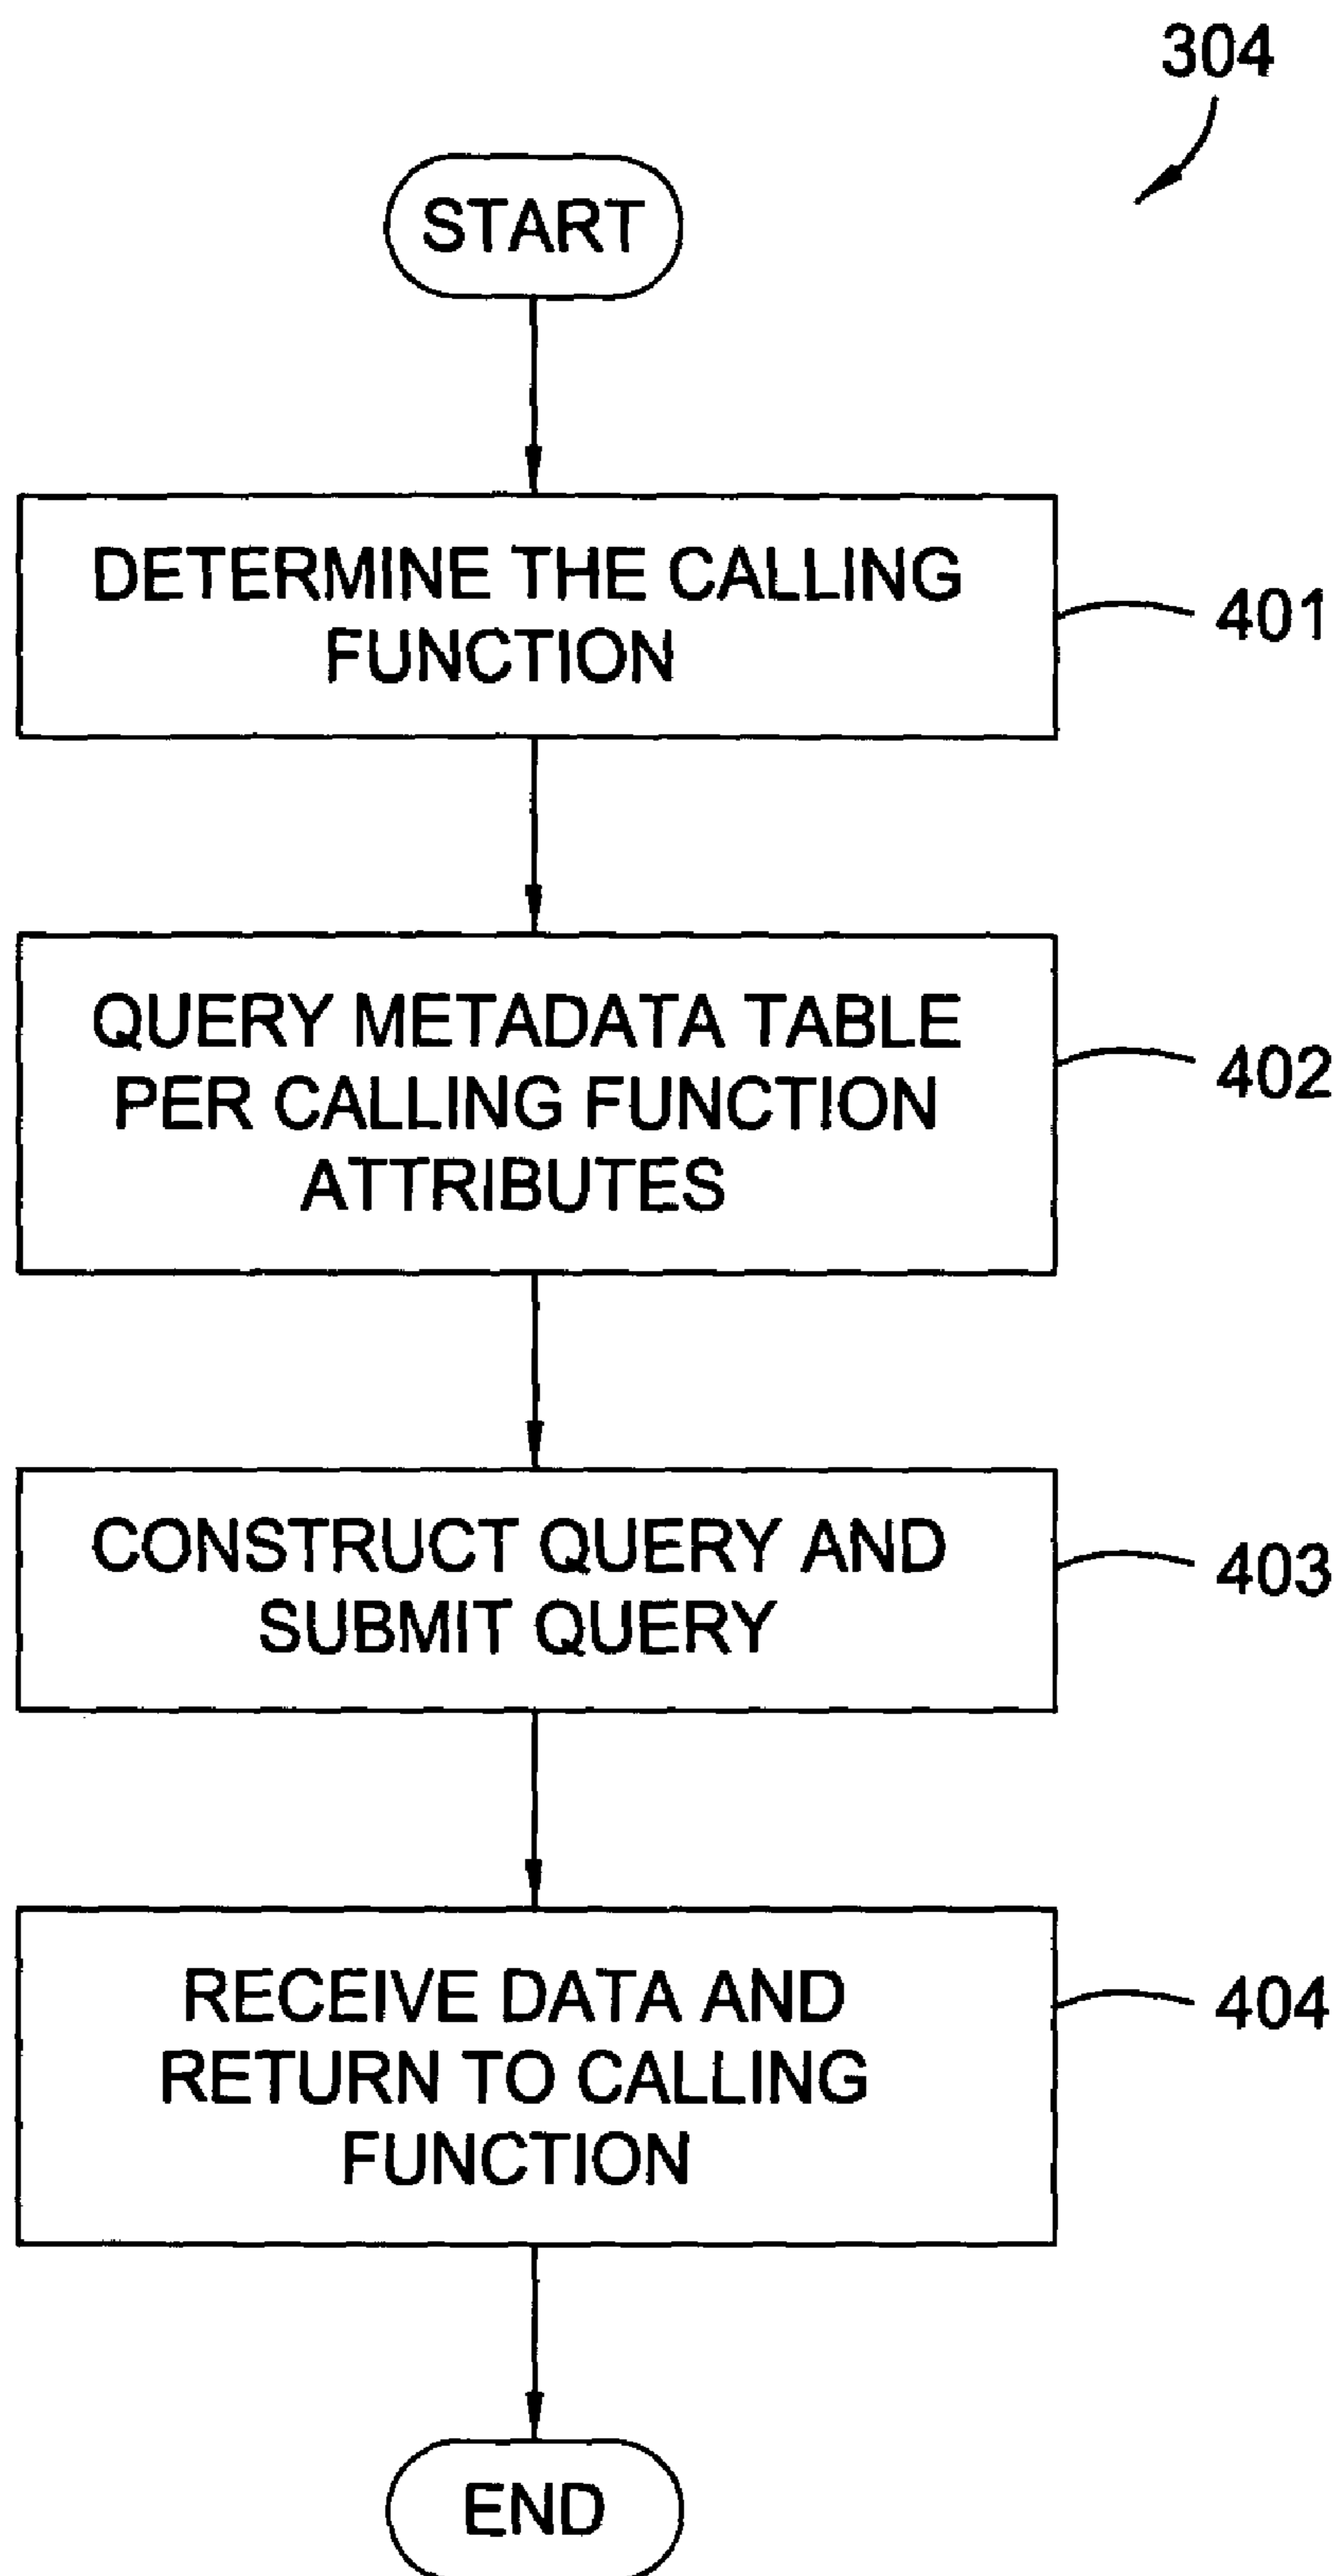 304
START
DETERMINE THE CALLING
FUNCTION
401
QUERY METADATA TABLE
PER CALLING FUNCTION
ATTRIBUTES
402
CONSTRUCT QUERY AND
SUBMIT QUERY
403
RECEIVE DATA AND
RETURN TO CALLING
FUNCTION
404
END